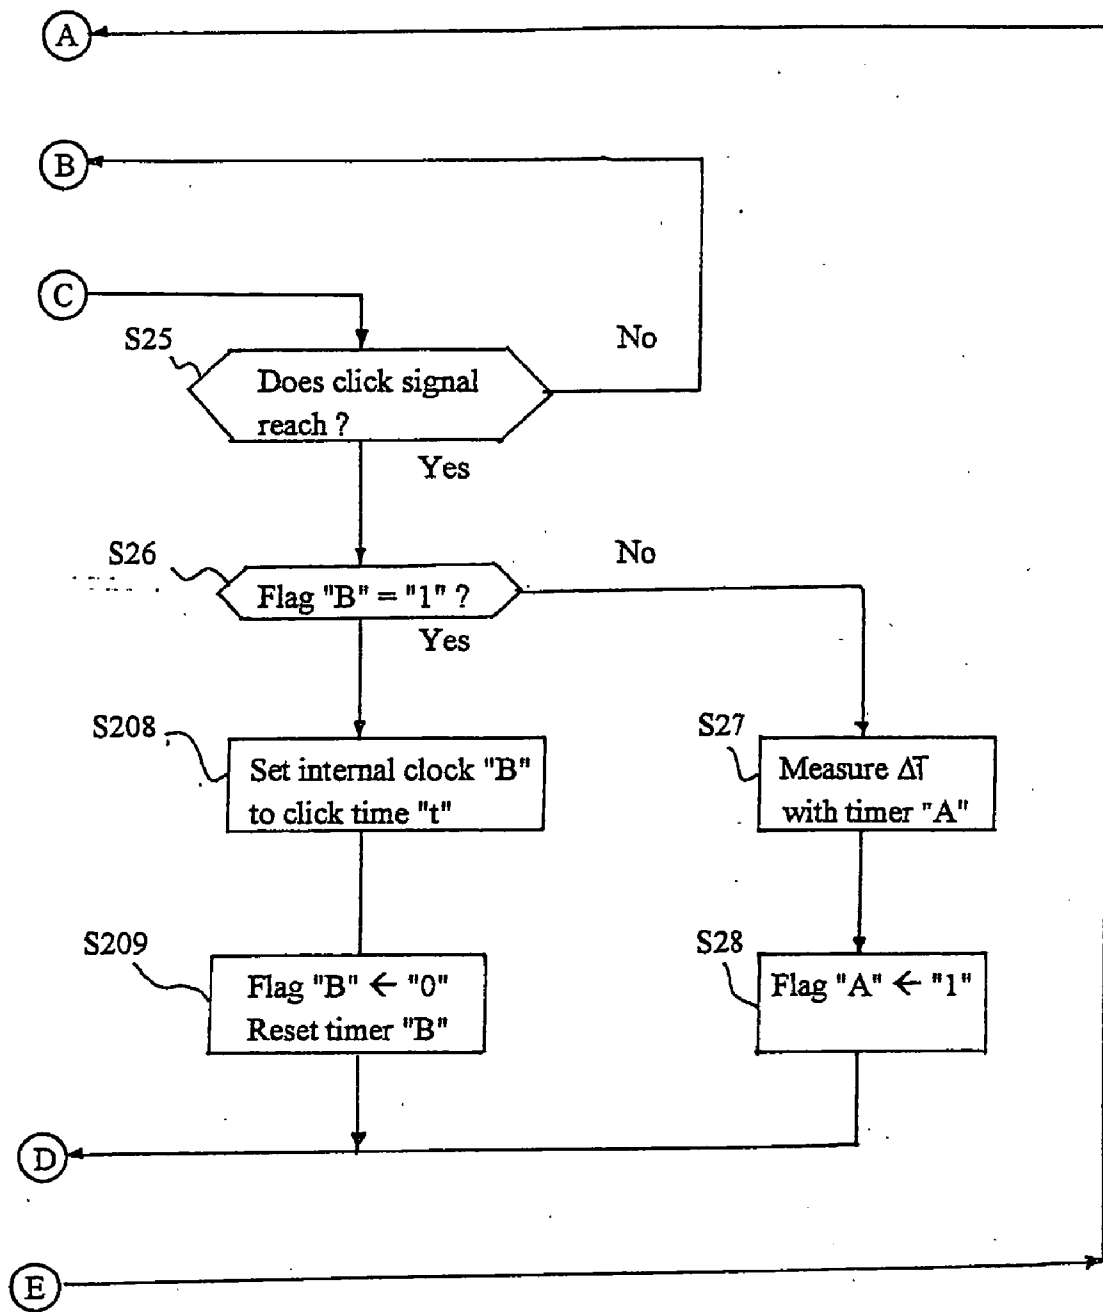 A
B
C
S25
No
Does click signal
reach ?
Yes
S26
No
Flag "B" = "1" ?
Yes
S208
S27
Set internal clock "B"
to click time "t"
Measure ΔT
with timer "A"
S209
S28
Flag "B" ← "0"
Reset timer "B"
Flag "A" ← "1"
D
E